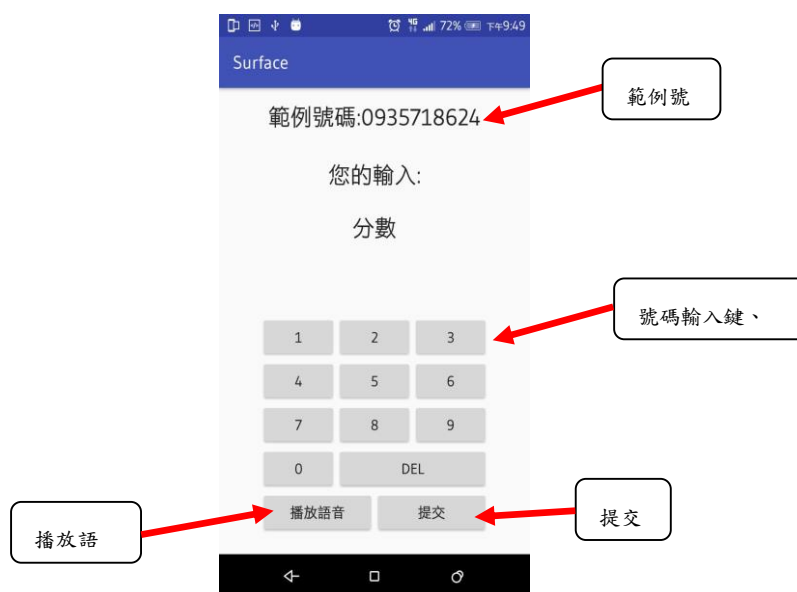 4G
72%
下午9:49
Surface
範例號碼:0935718624
範例號
您的輸入:
分數
號碼輸入鍵、
1 2 3
4 5 6
7 8 9
0 DEL
播放語音 提交
提交
播放語